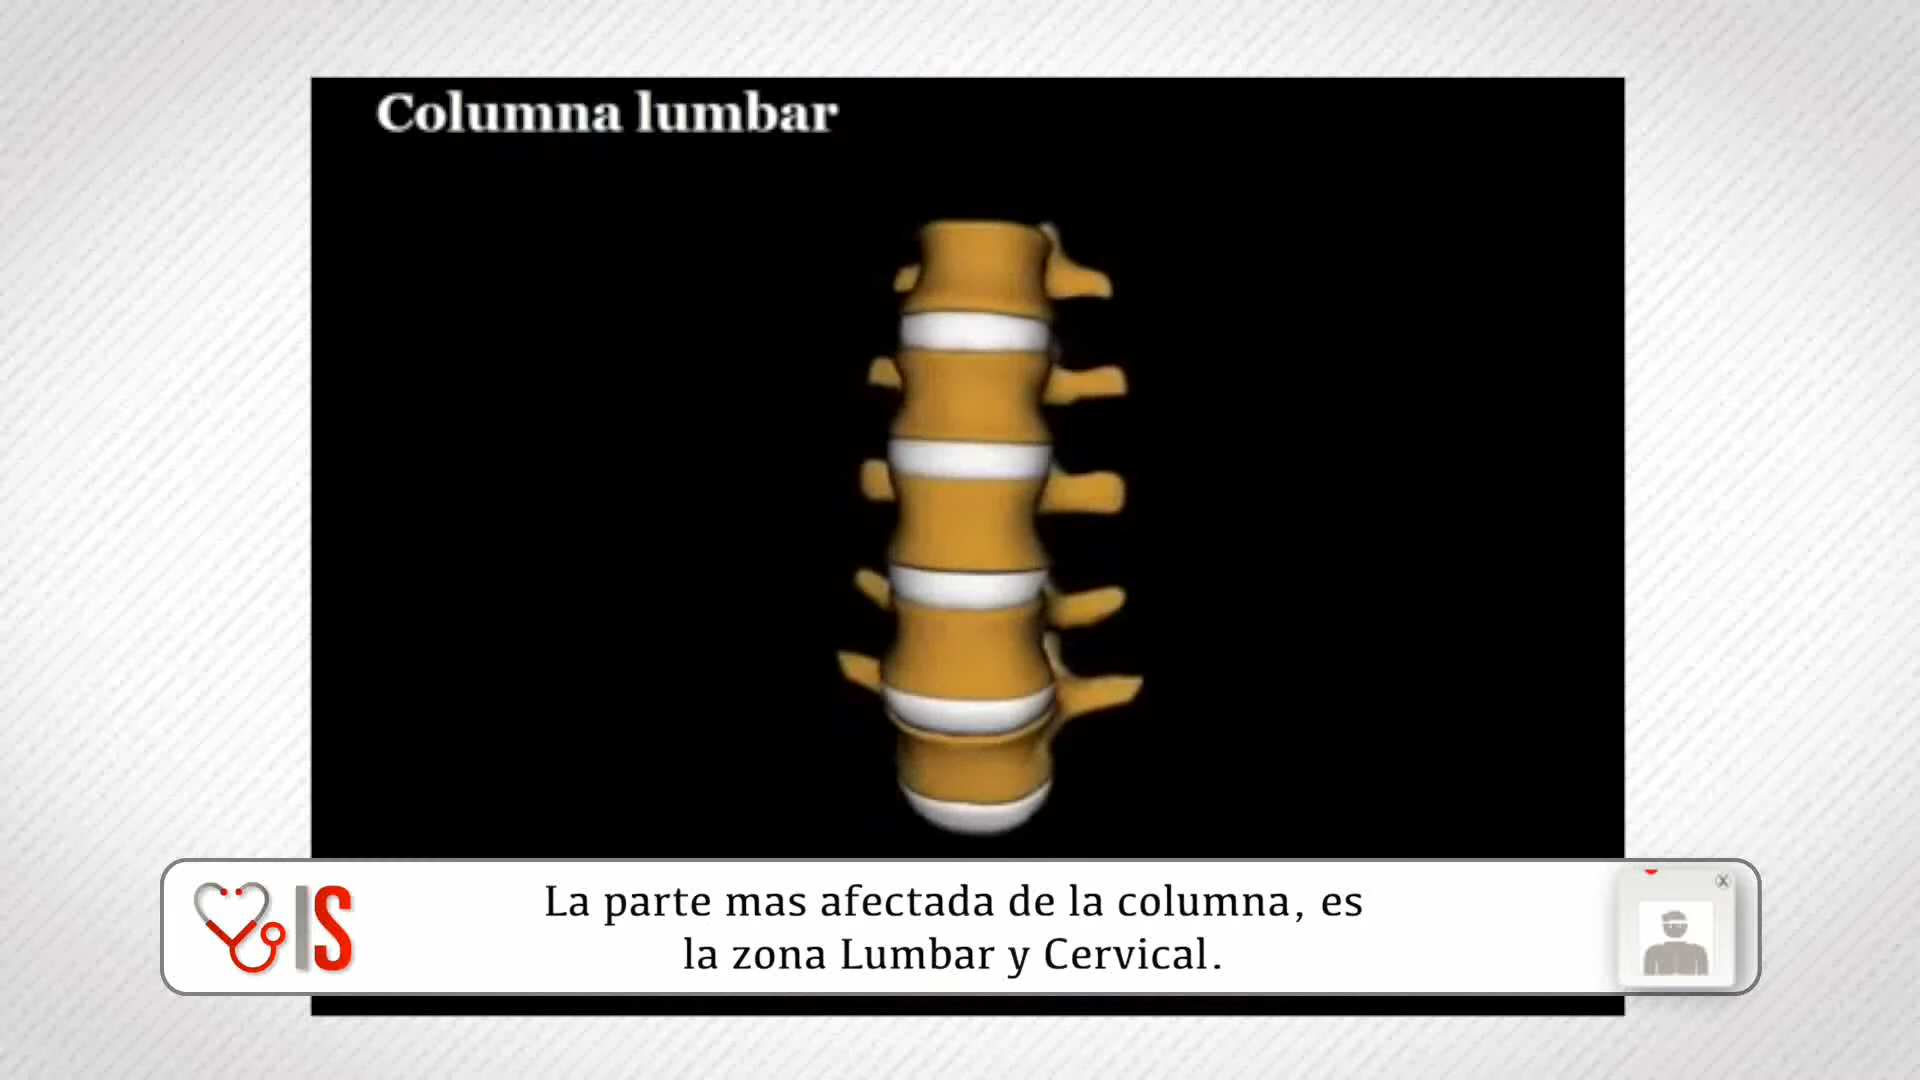 Columna lumbar
La parte mas afectada de la columna, es
la zona Lumbar y Cervical.
IS